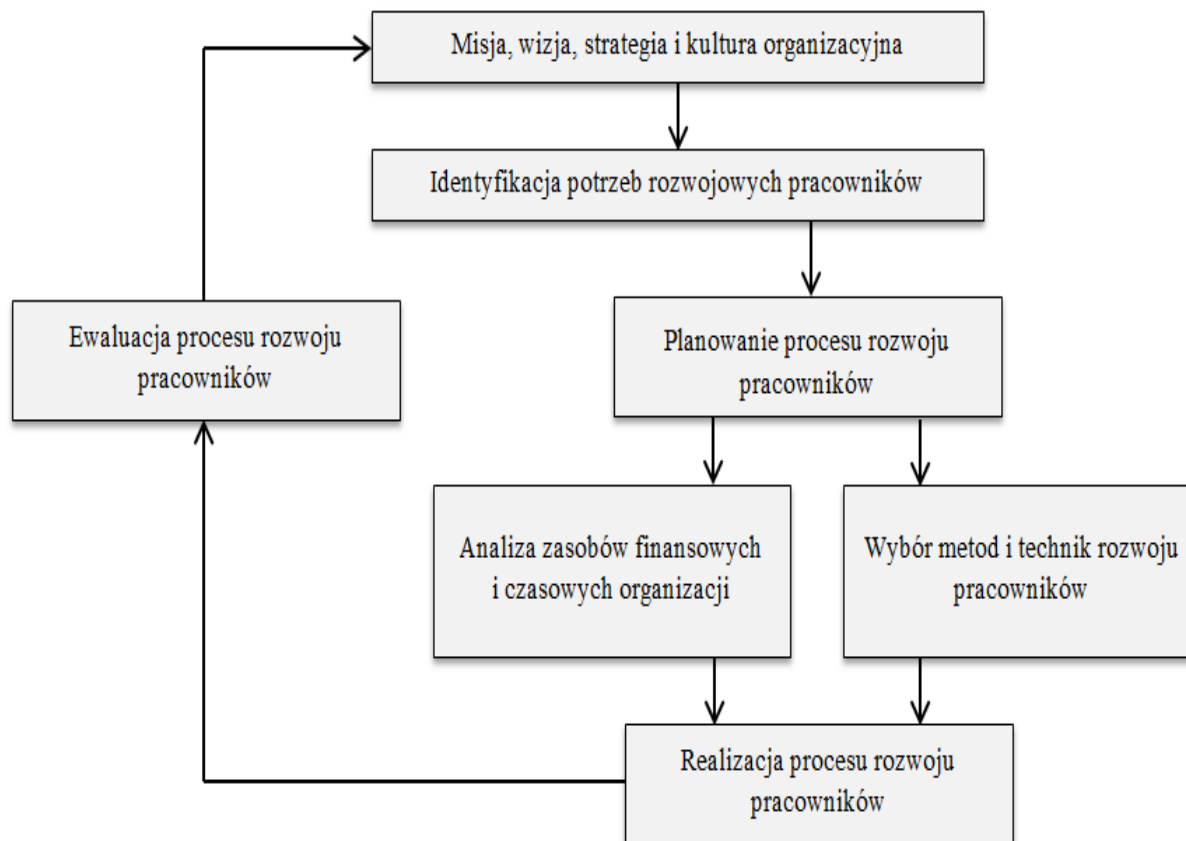 Misja, wizja, strategia i kultura organizacyjna
Identyfikacja potrzeb rozwojowych pracowników
Ewaluacja procesu rozwoju
pracowników
Planowanie procesu rozwoju
pracowników
Analiza zasobów finansowych
i czasowych organizacji
Wybór metod i technik rozwoju
pracowników
Realizacja procesu rozwoju
pracowników